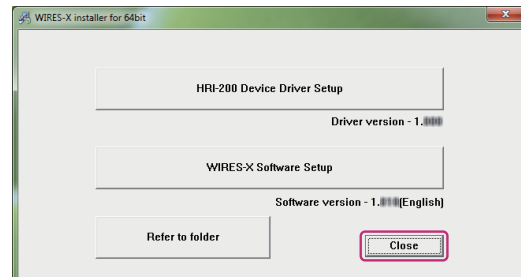 WIRES-X installer for 64bit
HRI-200 Device Driver Setup
Driver version - 1.
WIRES-X Software Setup
Software version - 1. (English)
Refer to folder
Close